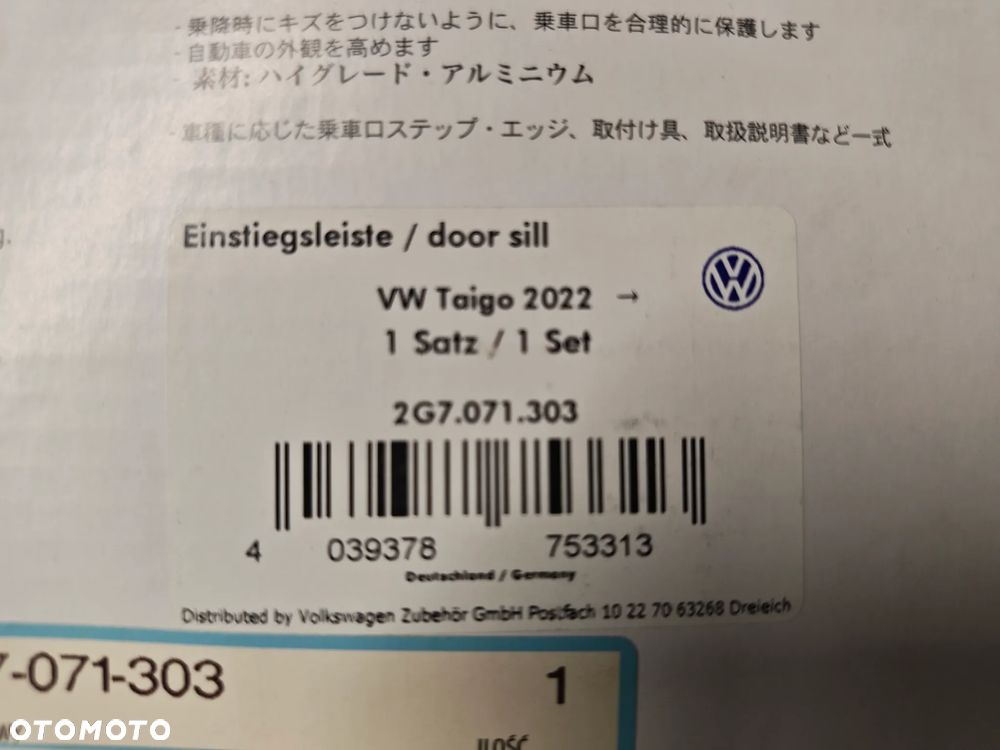 - 乗降時にキズをつけないように、乗車口を合理的に保護します
- 自動車の外観を高めます
- 素材: ハイグレード・アルミニウム
- 車種に応じた乗車口ステップ・エッジ、取付け具、取扱説明書など一式
g.
Einstiegsleiste / door sill
VW Taigo 2022 →
1 Satz / 1 Set
2G7.071.303
4 039378 753313
Deutschland / Germany
Distributed by Volkswagen Zubehör GmbH Postfach 10 22 70 63268 Dreieich
7-071-303 1
OTOMOTO
ILOŚĆ